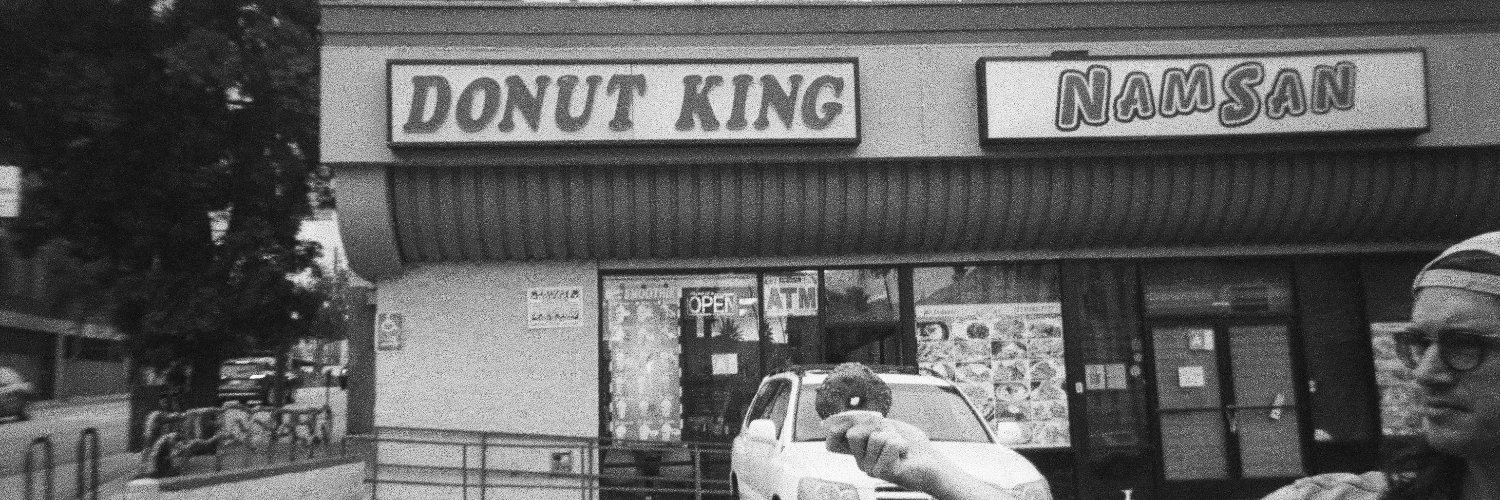 DONUT KING
NAMSAN
OPEN
ATM
A